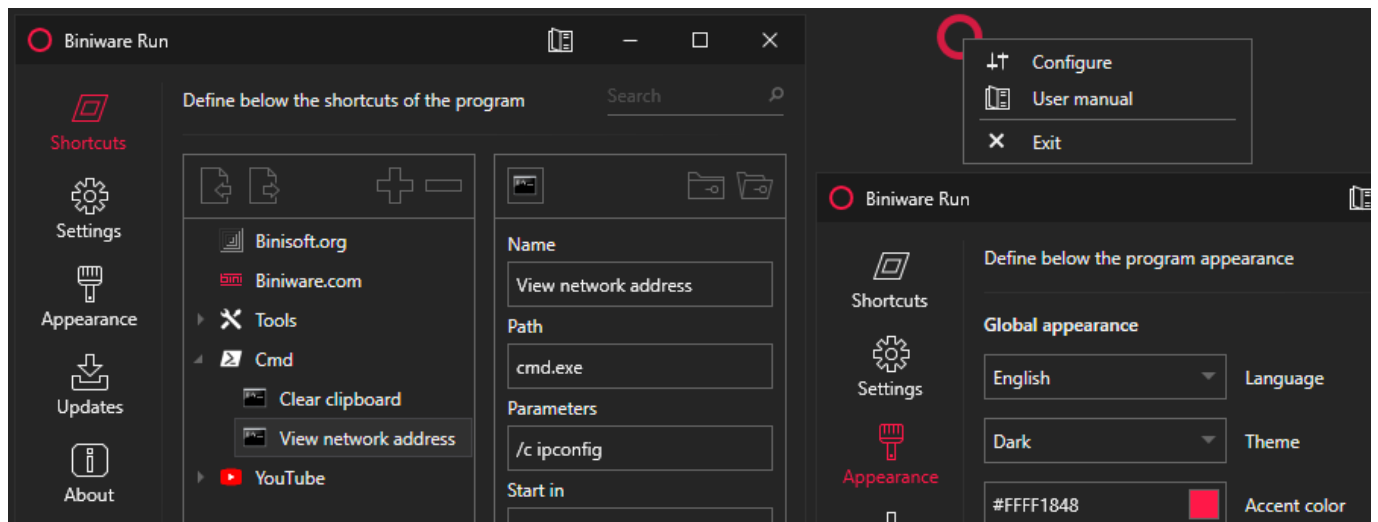 Biniware Run
Define below the shortcuts of the program
Search
Shortcuts
Settings
Appearance
Updates
About
Binisoft.org
bini Biniware.com
Tools
Cmd
Clear clipboard
View network address
YouTube
Name
View network address
Path
cmd.exe
Parameters
/c ipconfig
Start in
Configure
User manual
Exit
Biniware Run
Shortcuts
Settings
Appearance
Define below the program appearance
Global appearance
English
Language
Dark
Theme
#FFFF1848
Accent color